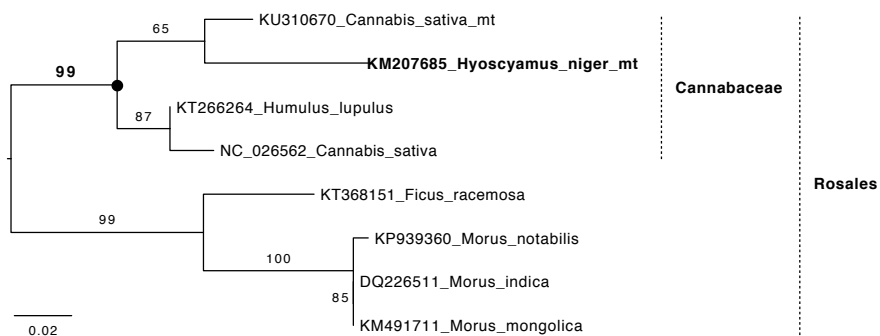 KU310670_Cannabis_sativa_mt
65
KM207685_Hyoscyamus_niger_mt
99
Cannabaceae
KT266264_Humulus_lupulus
87
NC_026562_Cannabis_sativa
Rosales
KT368151_Ficus_racemosa
99
KP939360_Morus_notabilis
100
DQ226511_Morus_indica
85
0.02
KM491711_Morus_mongolica